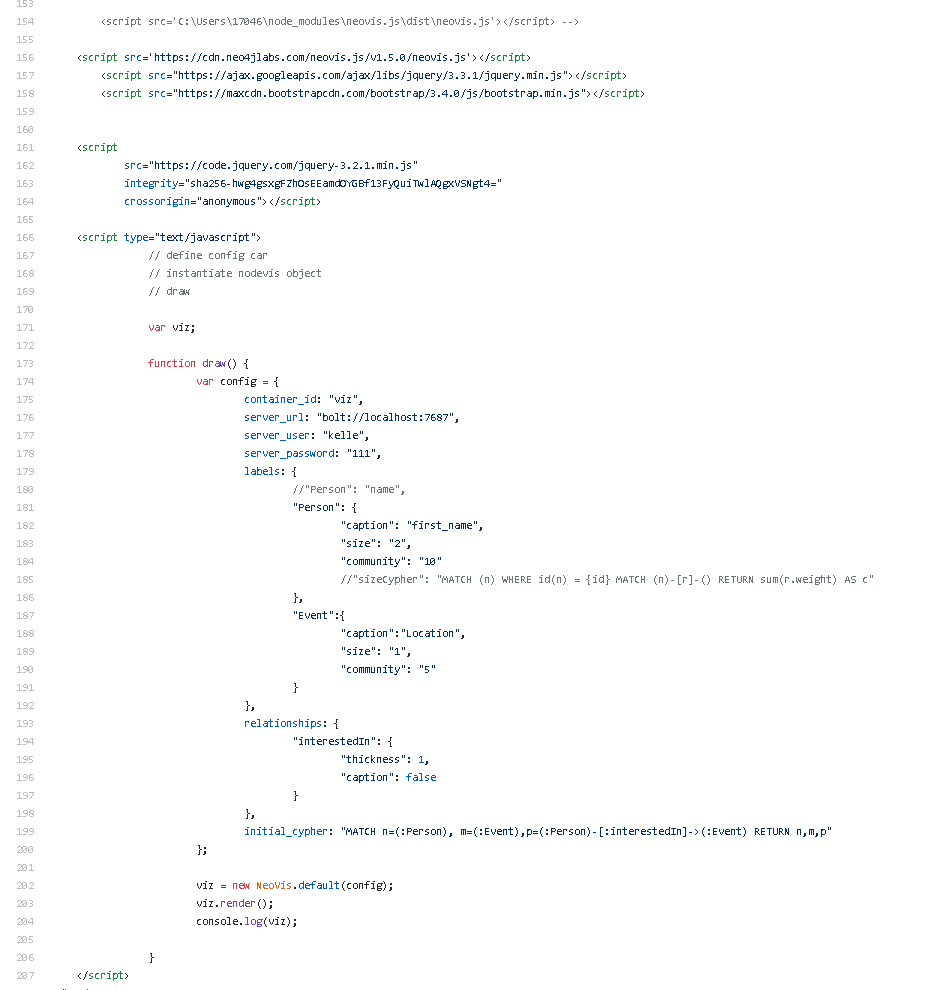 153
154 <script src='C:\Users\17046\node_modules\neovis.js\dist\neovis.js'></script> -->
155
156 <script src='https://cdn.neo4jlabs.com/neovis.js/v1.5.0/neovis.js'></script>
157 <script src="https://ajax.googleapis.com/ajax/libs/jquery/3.3.1/jquery.min.js"></script>
158 <script src="https://maxcdn.bootstrapcdn.com/bootstrap/3.4.0/js/bootstrap.min.js"></script>
159
160
161 <script
162 src="https://code.jquery.com/jquery-3.2.1.min.js"
163 integrity="sha256-hwg4gsxgFZhOsEEamdOYGBf13FyQuiTwlAQgxVSNgt4="
164 crossorigin="anonymous"></script>
165
166 <script type="text/javascript">
167 // define config car
168 // instantiate nodevis object
169 // draw
170
171 var viz;
172
173 function draw() {
174 var config = {
175 container_id: "viz",
176 server_url: "bolt://localhost:7687",
177 server_user: "kelle",
178 server_password: "111",
179 labels: {
180 //"Person": "name",
181 "Person": {
182 "caption": "first_name",
183 "size": "2",
184 "community": "10"
185 //"sizeCypher": "MATCH (n) WHERE id(n) = {id} MATCH (n)-[r]-() RETURN sum(r.weight) AS c"
186 },
187 "Event":{
188 "caption":"Location",
189 "size": "1",
190 "community": "5"
191 }
192 },
193 relationships: {
194 "interestedIn": {
195 "thickness": 1,
196 "caption": false
197 }
198 },
199 initial_cypher: "MATCH n=(:Person), m=(:Event),p=(:Person)-[:interestedIn]->(:Event) RETURN n,m,p"
200 };
201
202 viz = new NeoVis.default(config);
203 viz.render();
204 console.log(viz);
205
206 }
207 </script>